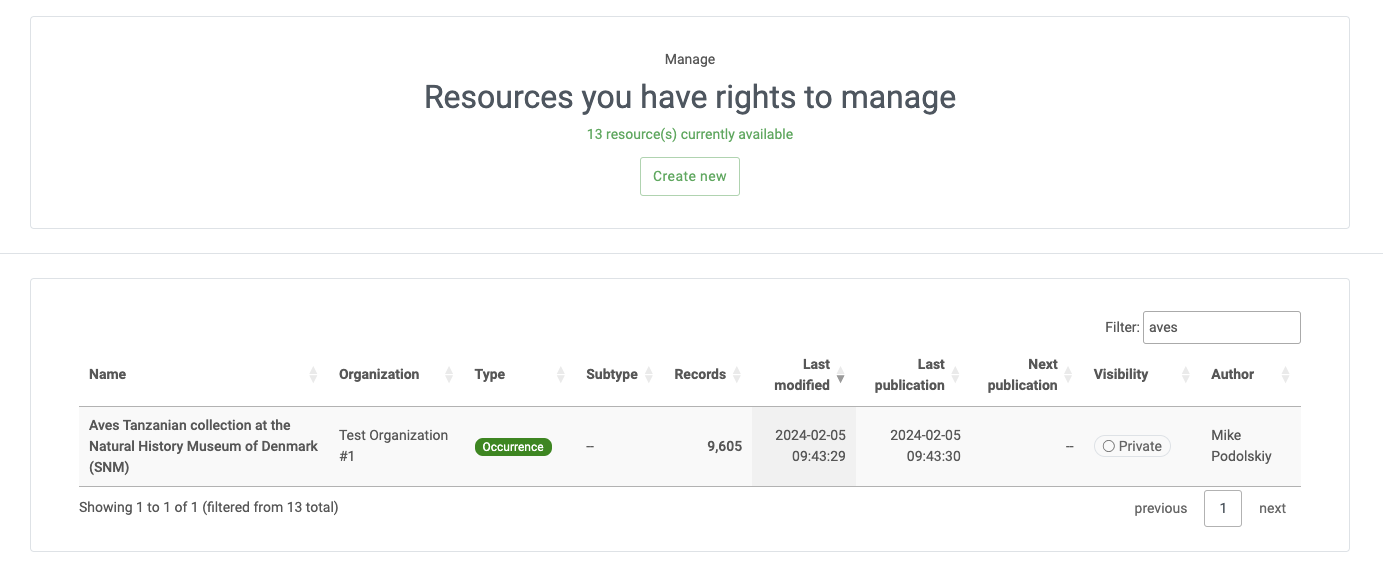 Manage
Resources you have rights to manage
13 resource(s) currently available
Create new
Filter: aves
Name Organization Type Subtype Records Last modified Last publication Next publication Visibility Author
Aves Tanzanian collection at the
Natural History Museum of Denmark
(SNM)
Test Organization
#1
Occurrence
--
9,605
2024-02-05
09:43:29
2024-02-05
09:43:30
--
Private
Mike
Podolskiy
Showing 1 to 1 of 1 (filtered from 13 total)
previous 1 next